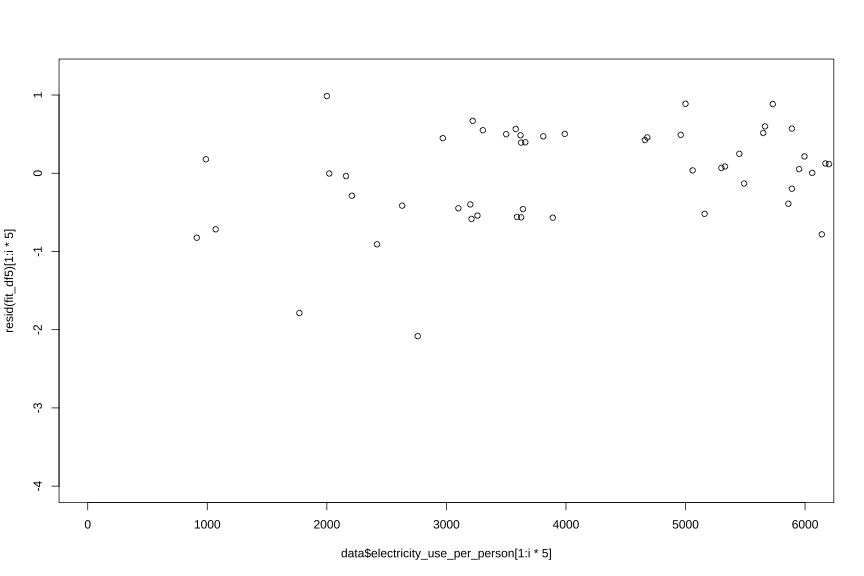 1
0
-1
-2
-3
-4
resid(fit_df5)[1:i * 5]
0 1000 2000 3000 4000 5000 6000
data$electricity_use_per_person[1:i * 5]